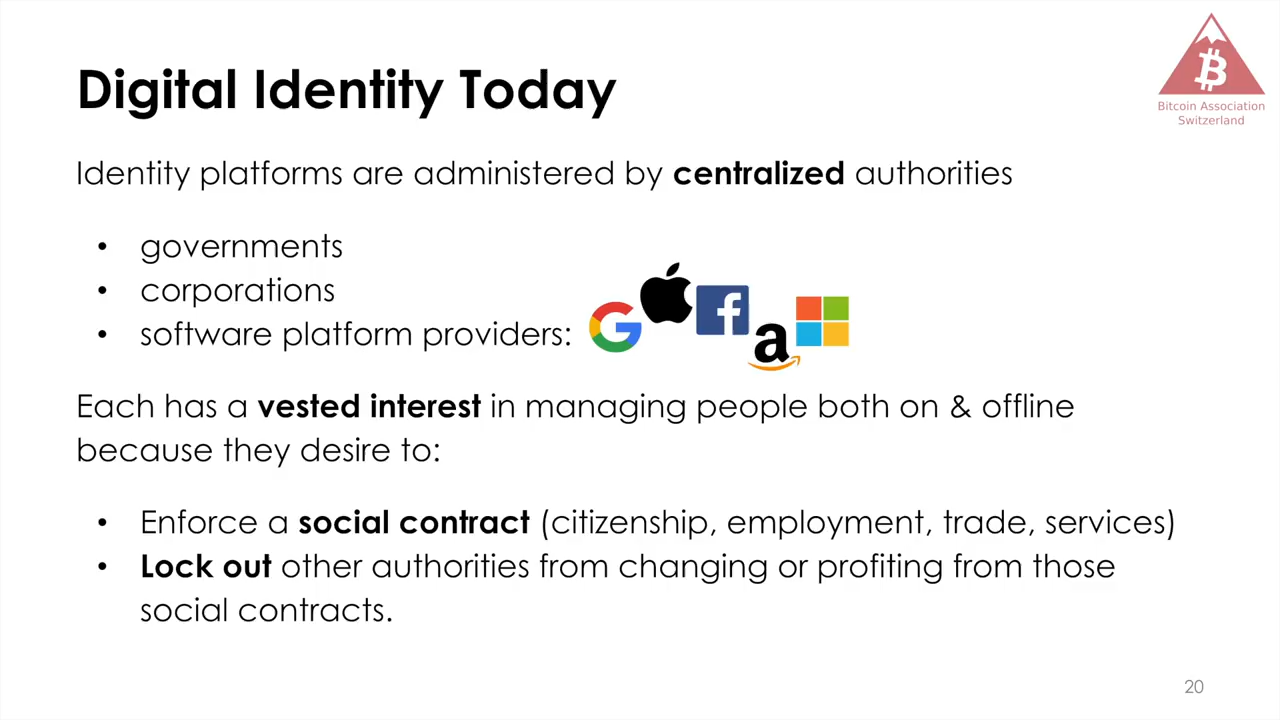 Bitcoin Association
Switzerland
Digital Identity Today
Identity platforms are administered by centralized authorities
• governments
• corporations
• software platform providers:
Each has a vested interest in managing people both on & offline
because they desire to:
• Enforce a social contract (citizenship, employment, trade, services)
• Lock out other authorities from changing or profiting from those
social contracts.
20